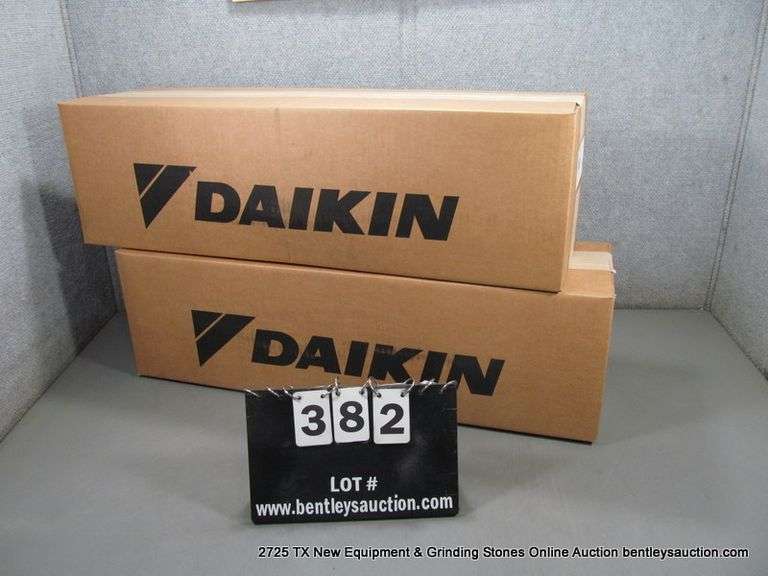 DAIKIN
DAIKIN
382
LOT #
www.bentleysauction.com
2725 TX New Equipment & Grinding Stones Online Auction bentleysauction.com